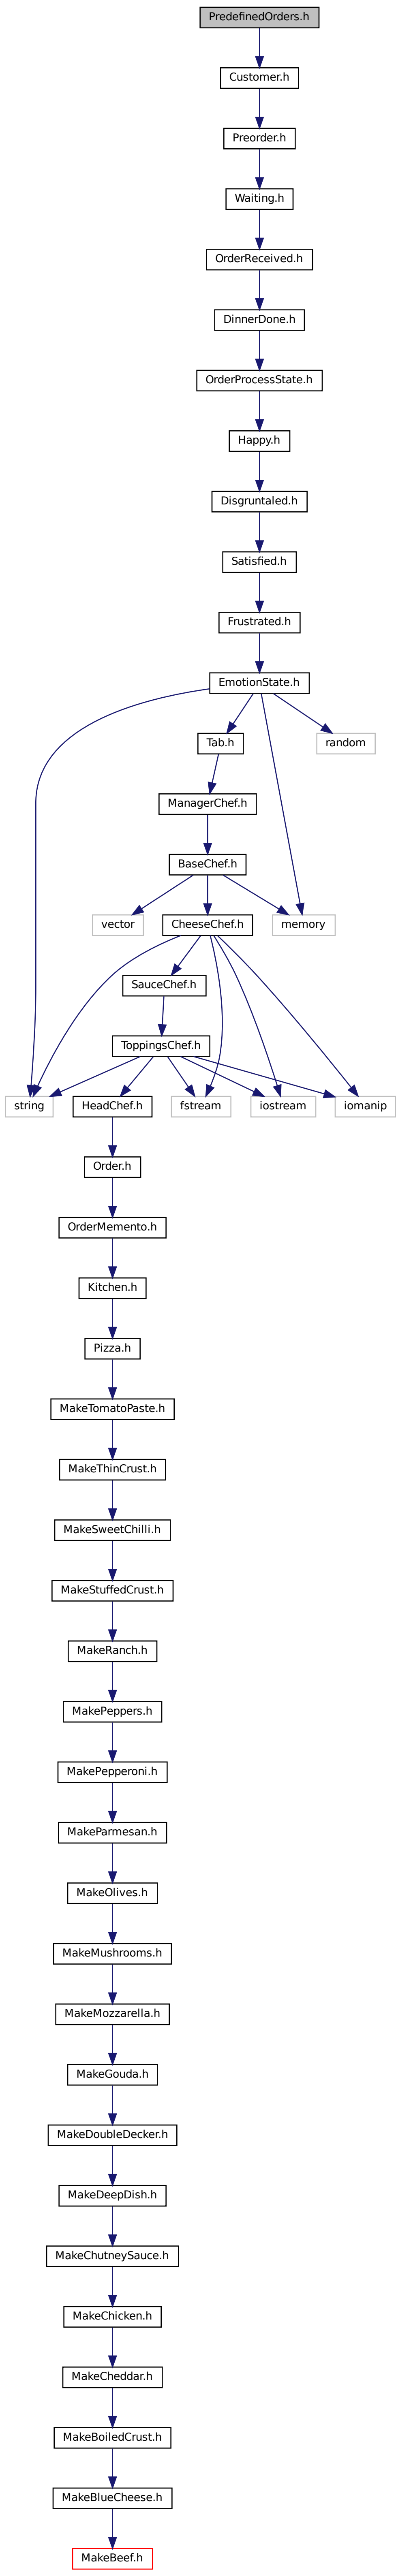 PredefinedOrders.h
Customer.h
Preorder.h
Waiting.h
OrderReceived.h
DinnerDone.h
OrderProcessState.h
Happy.h
Disgruntaled.h
Satisfied.h
Frustrated.h
EmotionState.h
Tab.h
random
ManagerChef.h
BaseChef.h
vector
CheeseChef.h
memory
SauceChef.h
ToppingsChef.h
string
HeadChef.h
fstream
iostream
iomanip
Order.h
OrderMemento.h
Kitchen.h
Pizza.h
MakeTomatoPaste.h
MakeThinCrust.h
MakeSweetChilli.h
MakeStuffedCrust.h
MakeRanch.h
MakePeppers.h
MakePepperoni.h
MakeParmesan.h
MakeOlives.h
MakeMushrooms.h
MakeMozzarella.h
MakeGouda.h
MakeDoubleDecker.h
MakeDeepDish.h
MakeChutneySauce.h
MakeChicken.h
MakeCheddar.h
MakeBoiledCrust.h
MakeBlueCheese.h
MakeBeef.h